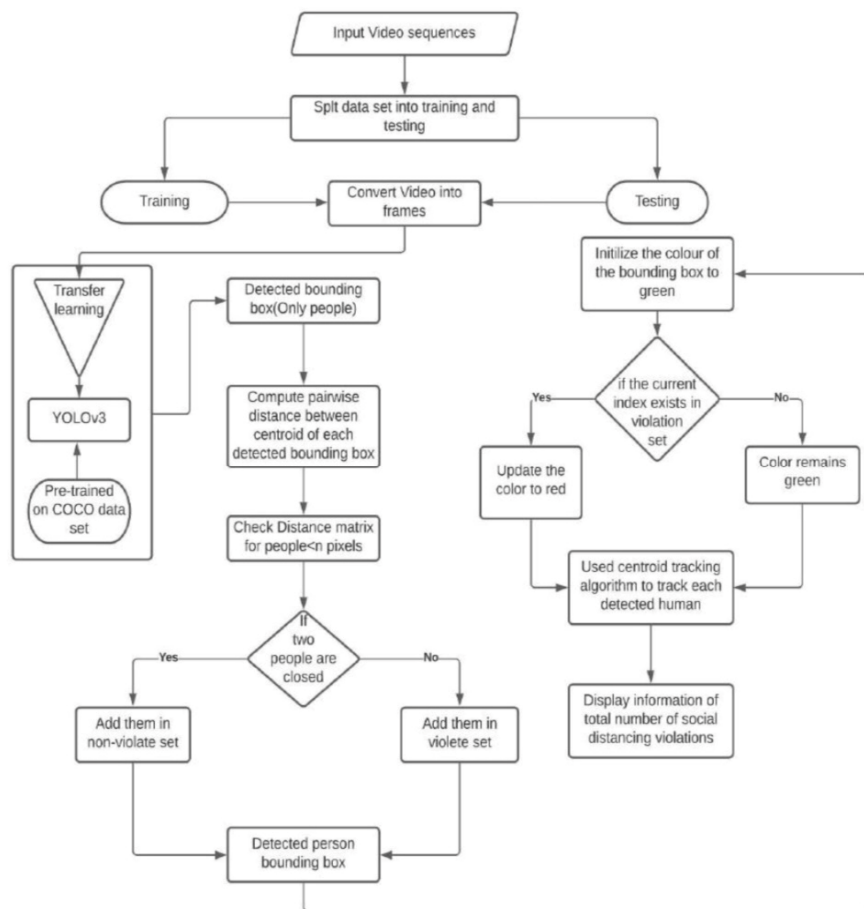 Input Video sequences
Splt data set into training and
testing
Training
Convert Video into
frames
Testing
Transfer
learning
YOLOv3
Pre-trained
on COCO data
set
Detected bounding
box(Only people)
Compute pairwise
distance between
centroid of each
detected bounding box
Check Distance matrix
for people<n pixels
If
two
people are
closed
Yes
No
Add them in
non-violate set
Add them in
violete set
Detected person
bounding box
Initilize the colour of
the bounding box to
green
if the current
index exists in
violation
set
Yes
No
Update the
color to red
Color remains
green
Used centroid tracking
algorithm to track each
detected human
Display information of
total number of social
distancing violations